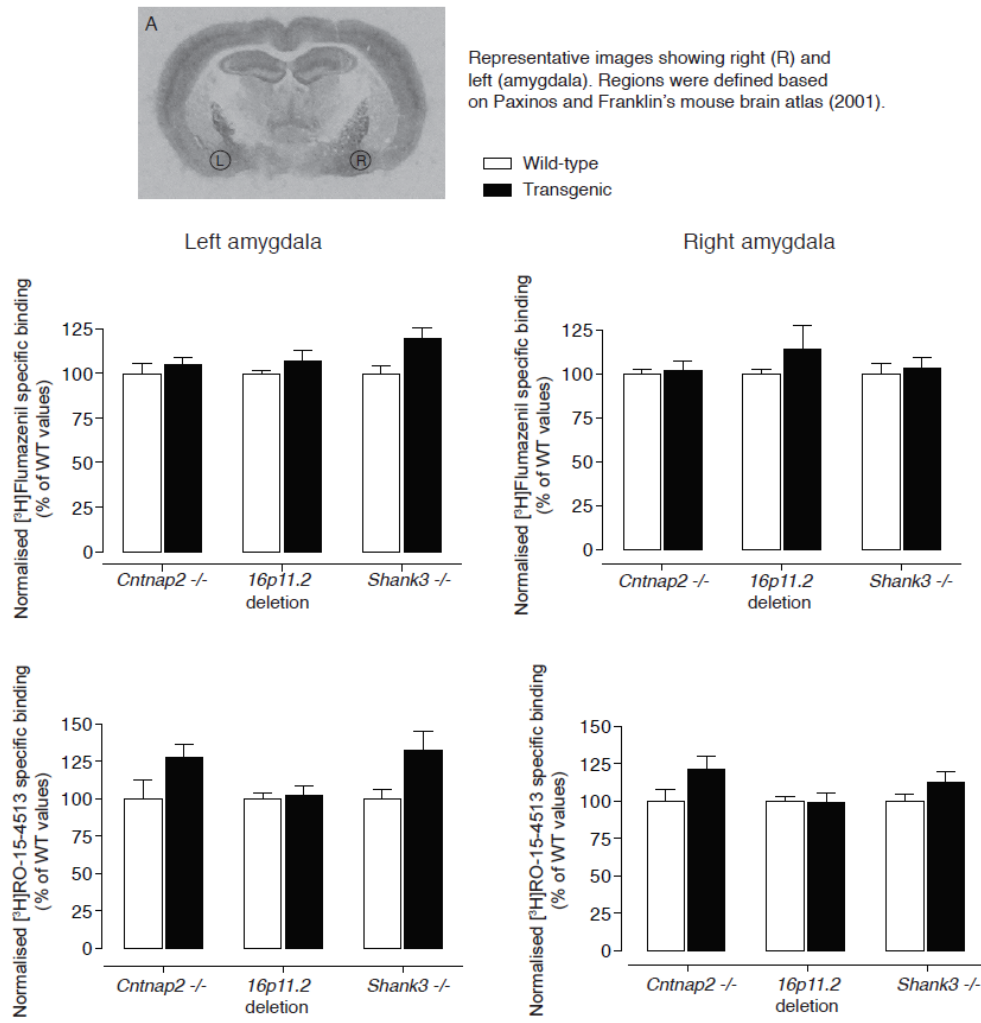 A
Representative images showing right (R) and
left (amygdala). Regions were defined based
on Paxinos and Franklin's mouse brain atlas (2001).
L
R
Wild-type
Transgenic
Left amygdala
Right amygdala
Normalised [³H]Flumazenil specific binding
(% of WT values)
125
100
75
50
25
0
Cntnap2 -/-
16p11.2
deletion
Shank3 -/-
Normalised [³H]Flumazenil specific binding
(% of WT values)
125
100
75
50
25
0
Cntnap2 -/-
16p11.2
deletion
Shank3 -/-
Normalised [³H]RO-15-4513 specific binding
(% of WT values)
150
125
100
75
50
25
0
Cntnap2 -/-
16p11.2
deletion
Shank3 -/-
Normalised [³H]RO-15-4513 specific binding
(% of WT values)
150
125
100
75
50
25
0
Cntnap2 -/-
16p11.2
deletion
Shank3 -/-